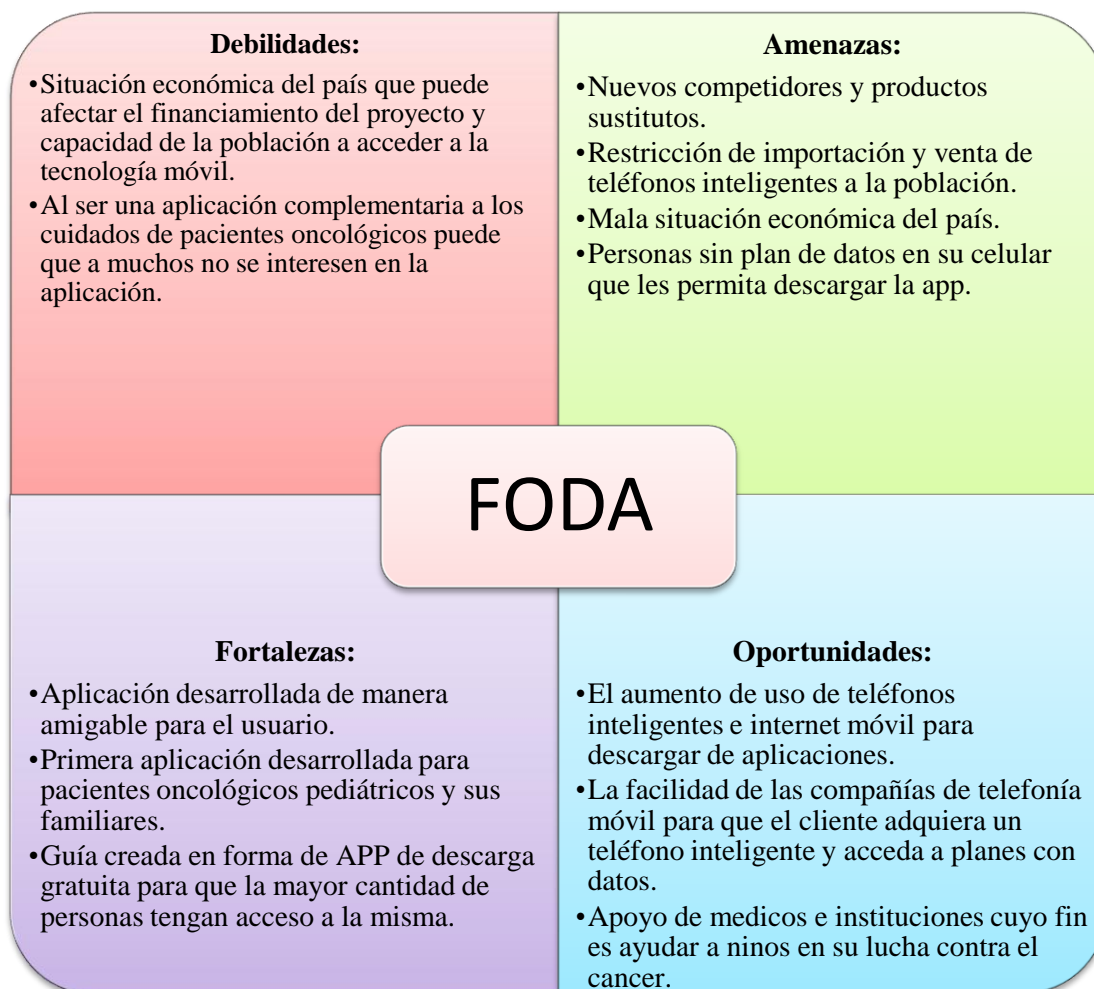 Debilidades:
•Situación económica del país que puede
afectar el financiamiento del proyecto y
capacidad de la población a acceder a la
tecnología móvil.
•Al ser una aplicación complementaria a los
cuidados de pacientes oncológicos puede
que a muchos no se interesen en la
aplicación.
Amenazas:
•Nuevos competidores y productos
sustitutos.
•Restricción de importación y venta de
teléfonos inteligentes a la población.
•Mala situación económica del país.
•Personas sin plan de datos en su celular
que les permita descargar la app.
FODA
Fortalezas:
•Aplicación desarrollada de manera
amigable para el usuario.
•Primera aplicación desarrollada para
pacientes oncológicos pediátricos y sus
familiares.
•Guía creada en forma de APP de descarga
gratuita para que la mayor cantidad de
personas tengan acceso a la misma.
Oportunidades:
•El aumento de uso de teléfonos
inteligentes e internet móvil para
descargar de aplicaciones.
•La facilidad de las compañías de telefonía
móvil para que el cliente adquiera un
teléfono inteligente y acceda a planes con
datos.
•Apoyo de medicos e instituciones cuyo fin
es ayudar a ninos en su lucha contra el
cancer.